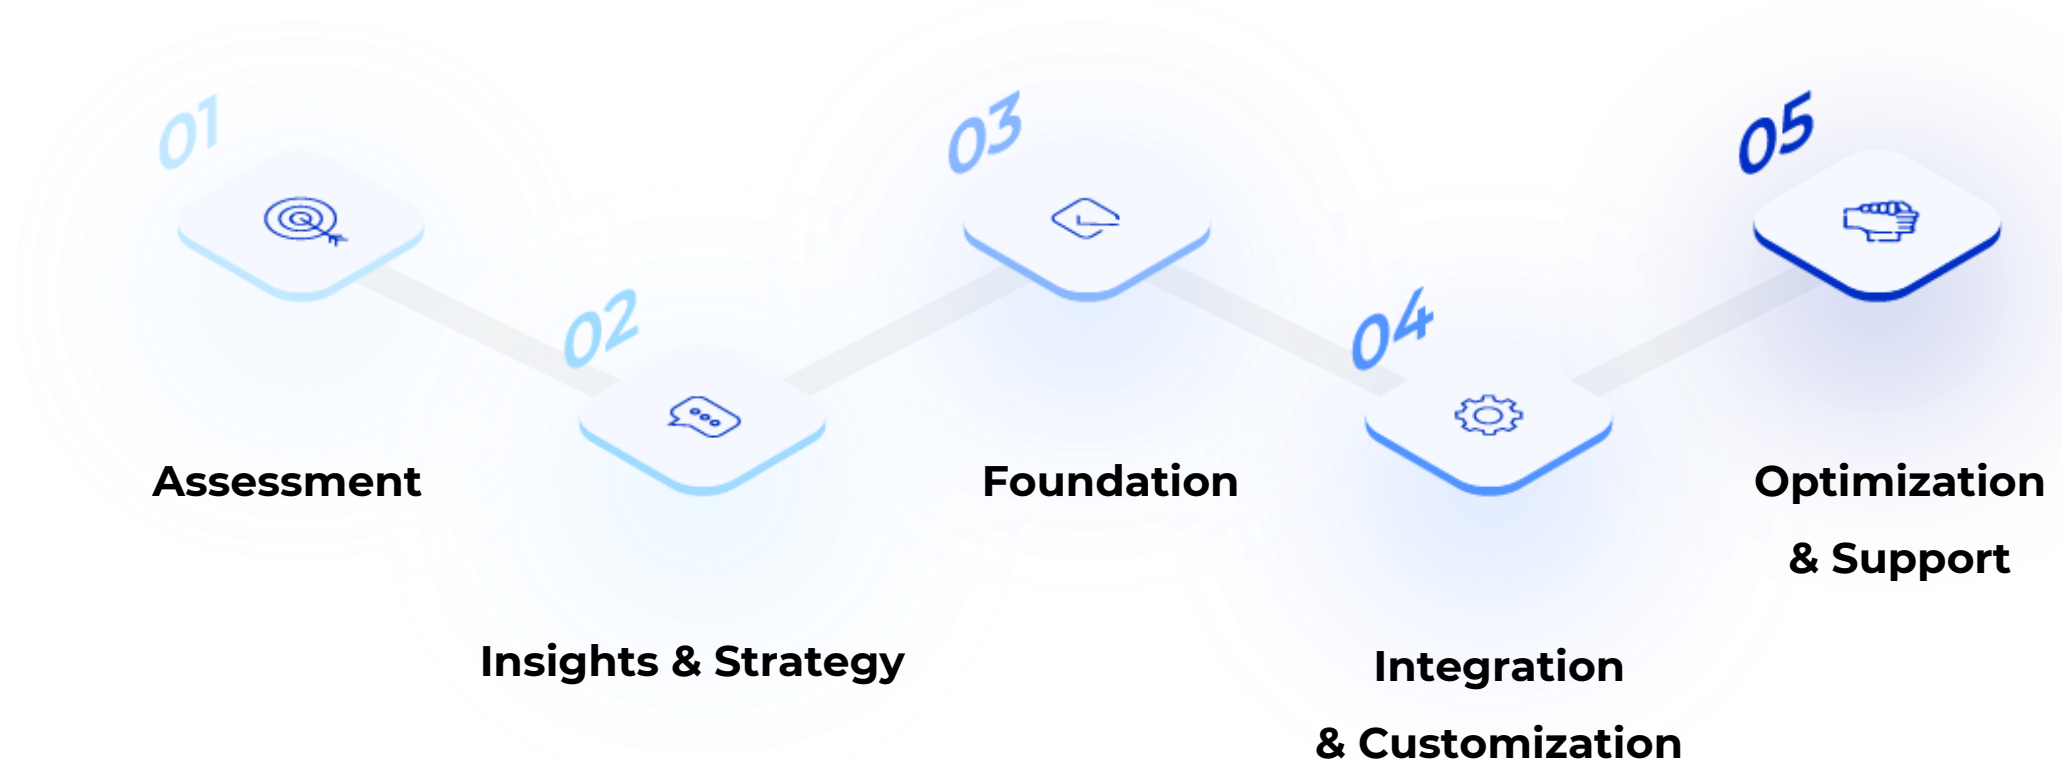 01
Assessment
02
Insights & Strategy
03
Foundation
04
Integration
& Customization
05
Optimization
& Support